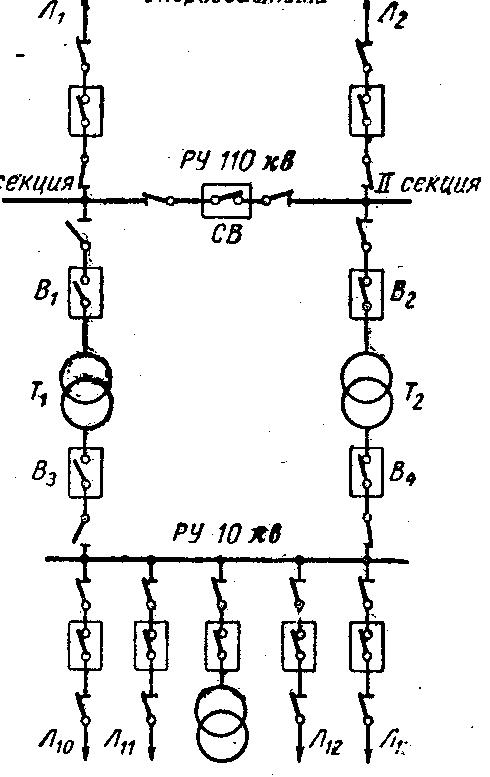 Л1
Л2
РУ 110 кв
секция
II секция
СВ
В1
В2
Т1
Т2
В3
В4
РУ 10 кв
Л10
Л11
Л12